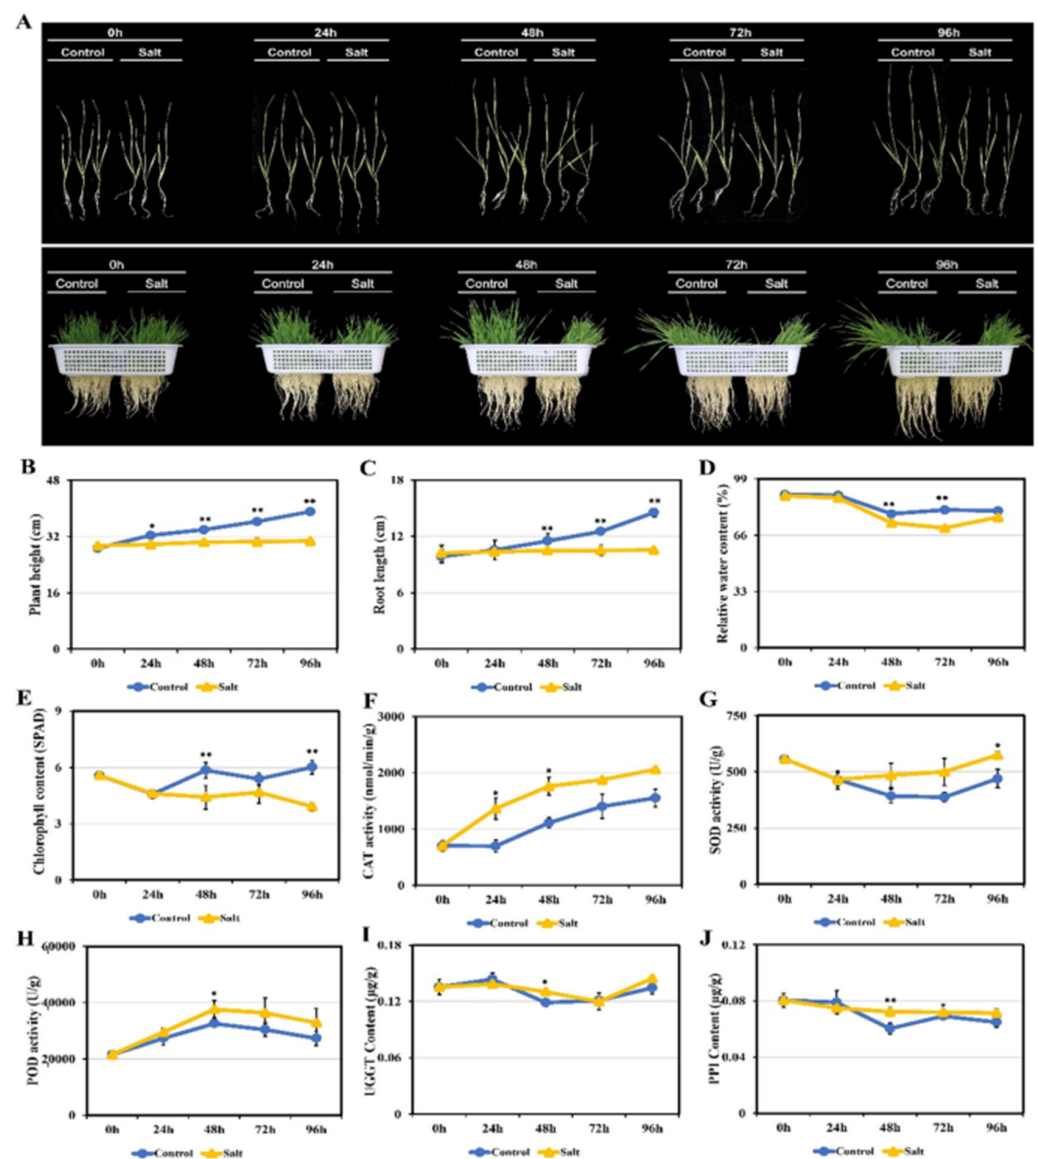 A
0h 24h 48h 72h 96h
Control Salt Control Salt Control Salt Control Salt Control Salt
0h 24h 48h 72h 96h
Control Salt Control Salt Control Salt Control Salt Control Salt
B
Plant height (cm)
48
32
16
0
0h 24h 48h 72h 96h
* ** ** **
Control Salt
C
Root length (cm)
18
12
6
0
0h 24h 48h 72h 96h
** ** **
Control Salt
D
Relative water content (%)
99
66
33
0
0h 24h 48h 72h 96h
** **
Control Salt
E
Chlorophyll content (SPAD)
9
6
3
0
0h 24h 48h 72h 96h
** **
Control Salt
F
CAT activity (nmol/min/g)
3000
2000
1000
0
0h 24h 48h 72h 96h
* *
Control Salt
G
SOD activity (U/g)
750
500
250
0
0h 24h 48h 72h 96h
* * *
Control Salt
H
POD activity (U/g)
60000
40000
20000
0
0h 24h 48h 72h 96h
*
Control Salt
I
UGGT Content (µg/g)
0.18
0.12
0.06
0
0h 24h 48h 72h 96h
*
Control Salt
J
PPI Content (µg/g)
0.12
0.08
0.04
0
0h 24h 48h 72h 96h
**
Control Salt